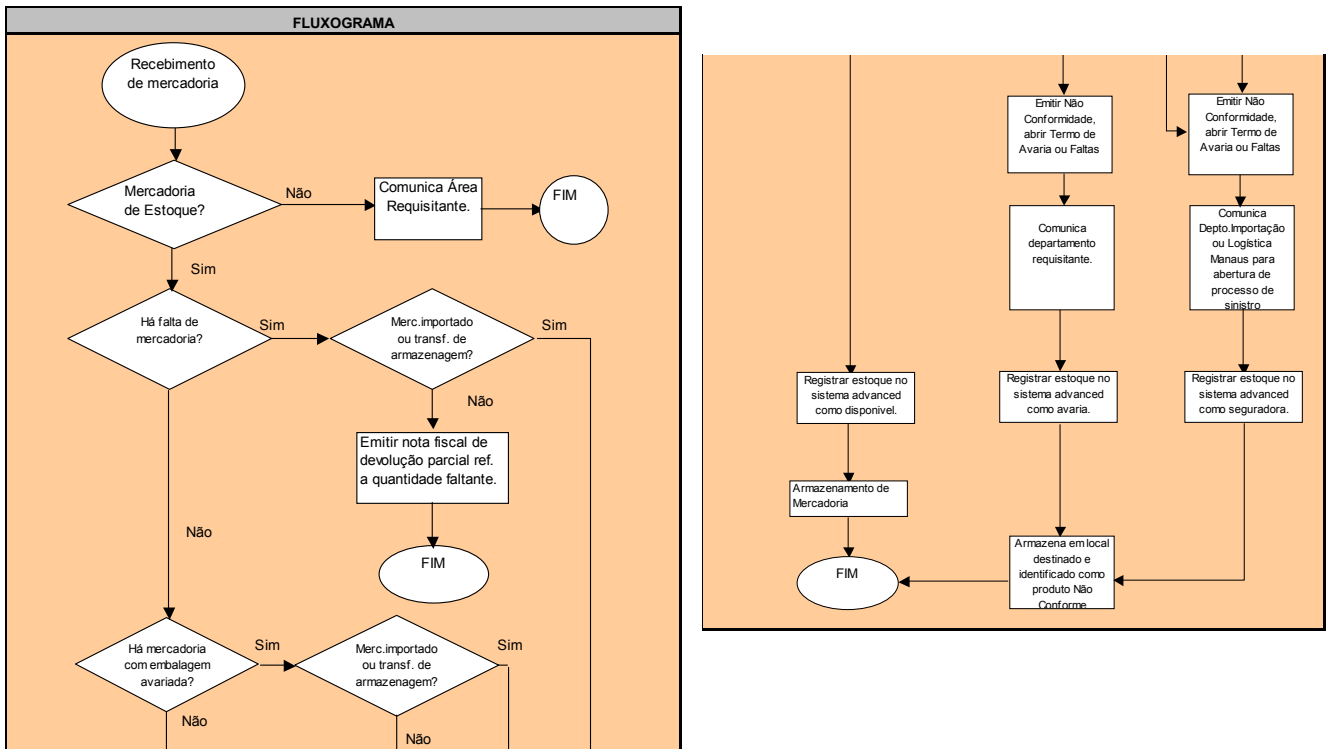 FLUXOGRAMA
Recebimento
de mercadoria
Mercadoria
de Estoque?
Não
Comunica Área
Requisitante.
FIM
Sim
Há falta de
mercadoria?
Sim
Merc.importado
ou transf. de
armazenagem?
Sim
Não
Emitir nota fiscal de
devolução parcial ref.
a quantidade faltante.
FIM
Não
Há mercadoria
com embalagem
avariada?
Sim
Merc.importado
ou transf. de
armazenagem?
Sim
Não
Não
Emitir Não
Conformidade,
abrir Termo de
Avaria ou Faltas
Emitir Não
Conformidade,
abrir Termo de
Avaria ou Faltas
Comunica
departamento
requisitante.
Comunica
Depto.Importação
ou Logística
Manaus para
abertura de
processo de
sinistro
Registrar estoque no
sistema advanced
como disponivel.
Registrar estoque no
sistema advanced
como avaria.
Registrar estoque no
sistema advanced
como seguradora.
Armazenamento de
Mercadoria
Armazena em local
destinado e
identificado como
produto Não
Conforme
FIM